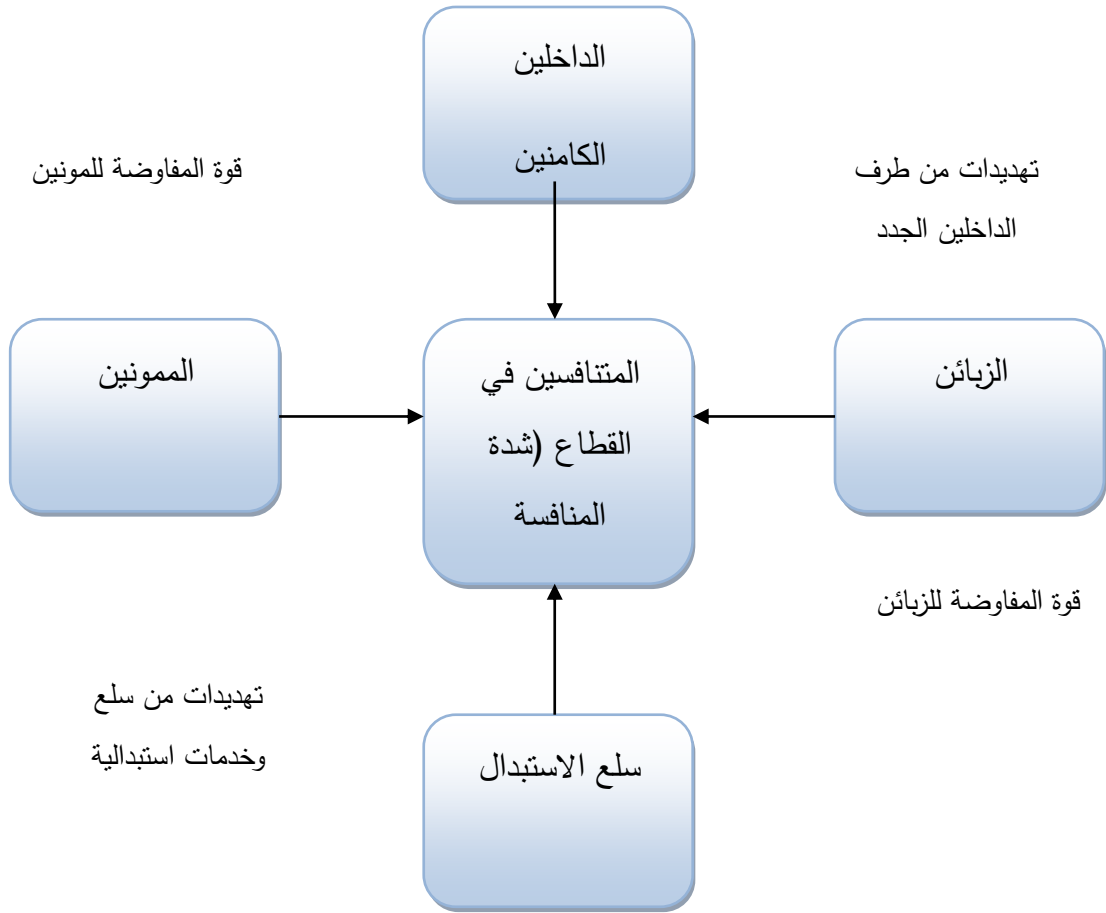 الداخلين
الكامنين
قوة المفاوضة للمونين
تهديدات من طرف
الداخلين الجدد
الممونين
المتنافسين في
القطاع (شدة
المنافسة
الزبائن
قوة المفاوضة للزبائن
تهديدات من سلع
وخدمات استبدالية
سلع الاستبدال